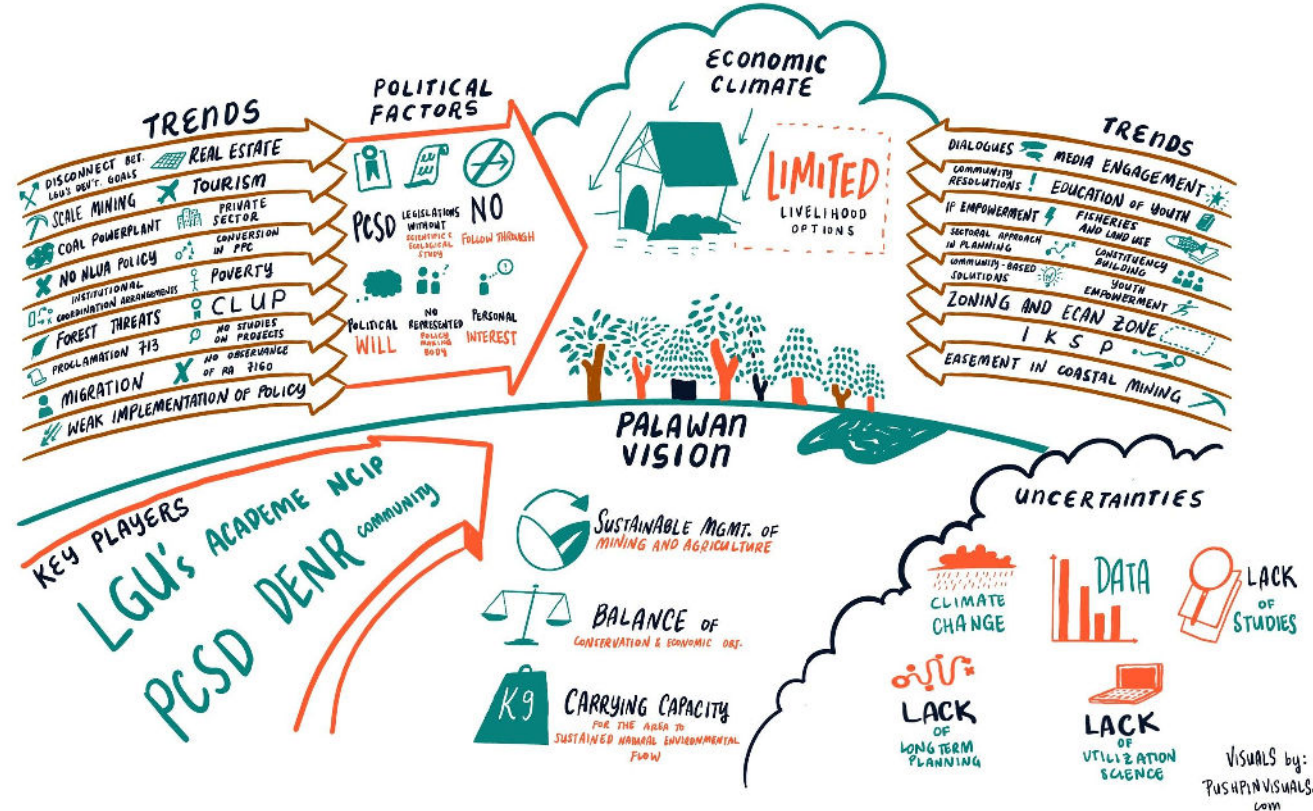 TRENDS
DISCONNECT BET.
LGU'S DEV'T. GOALS
REAL ESTATE
SCALE MINING
TOURISM
COAL POWERPLANT
PRIVATE
SECTOR
NO NLUA POLICY
CONVERSION
IN PPC
INSTITUTIONAL
COORDINATION ARRANGEMENTS
POVERTY
FOREST THREATS
CLUP
PROCLAMATION 713
NO STUDIES
ON PROJECTS
MIGRATION
NO OBSERVANCE
OF RA 7160
WEAK IMPLEMENTATION OF POLICY
POLITICAL
FACTORS
PCSD
LEGISLATIONS
WITHOUT
SCIENTIFIC &
ECOLOGICAL
STUDY
NO
FOLLOW THROUGH
POLITICAL
WILL
NO
REPRESENTED
POLICY
MAKING
BODY
PERSONAL
INTEREST
ECONOMIC
CLIMATE
LIMITED
LIVELIHOOD
OPTIONS
TRENDS
DIALOGUES
MEDIA ENGAGEMENT
COMMUNITY
RESOLUTIONS
EDUCATION OF YOUTH
IP EMPOWERMENT
FISHERIES
AND LAND USE
SECTORAL APPROACH
IN PLANNING
CONSTITUENCY
BUILDING
COMMUNITY-BASED
SOLUTIONS
YOUTH
EMPOWERMENT
ZONING AND ECAN ZONE
IKSP
EASEMENT IN COASTAL MINING
PALAWAN
VISION
KEY PLAYERS
LGU's ACADEME NCIP
PCSD DENR COMMUNITY
SUSTAINABLE MGMT. OF
MINING AND AGRICULTURE
BALANCE OF
CONSERVATION & ECONOMIC OBJ.
Kg
CARRYING CAPACITY
FOR THE AREA TO
SUSTAINED NATURAL ENVIRONMENTAL
FLOW
UNCERTAINTIES
CLIMATE
CHANGE
DATA
LACK
OF
STUDIES
LACK
OF
LONG TERM
PLANNING
LACK
OF
UTILIZATION
SCIENCE
VISUALS by:
PUSHPINVISUALS.
com